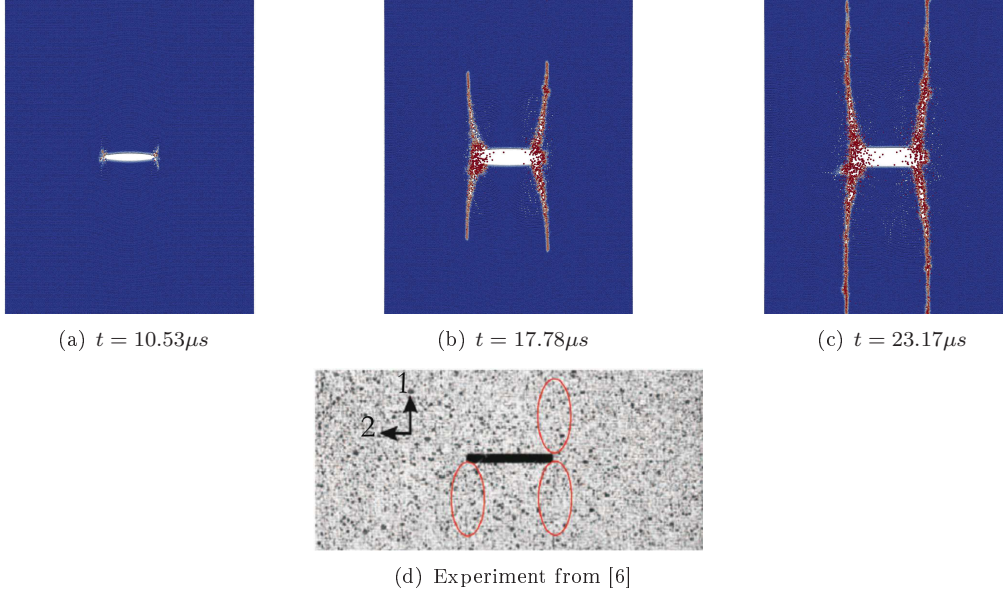 (a) t = 10.53μs
(b) t = 17.78μs
(c) t = 23.17μs
1
2
(d) Experiment from [6]